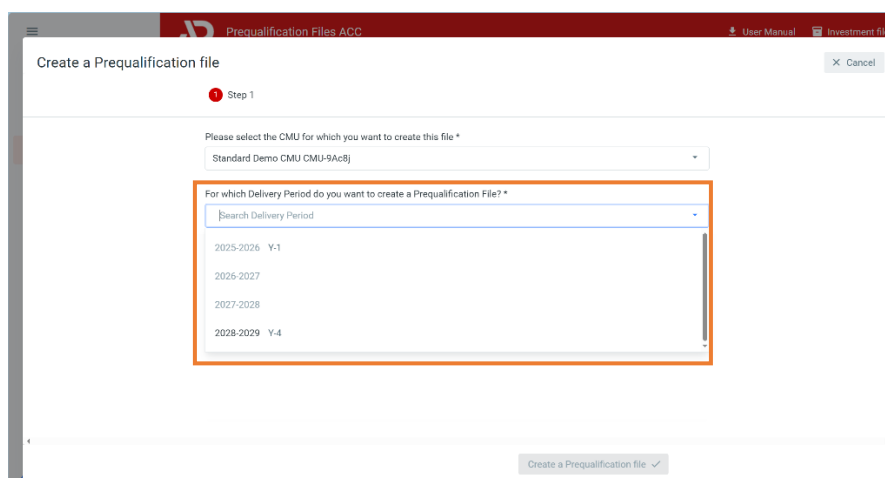 Prequalification Files ACC
User Manual
Investment fil
Create a Prequalification file
Cancel
1 Step 1
Please select the CMU for which you want to create this file *
Standard Demo CMU CMU-9Ac8j
For which Delivery Period do you want to create a Prequalification File? *
Search Delivery Period
2025-2026 Y-1
2026-2027
2027-2028
2028-2029 Y-4
Create a Prequalification file